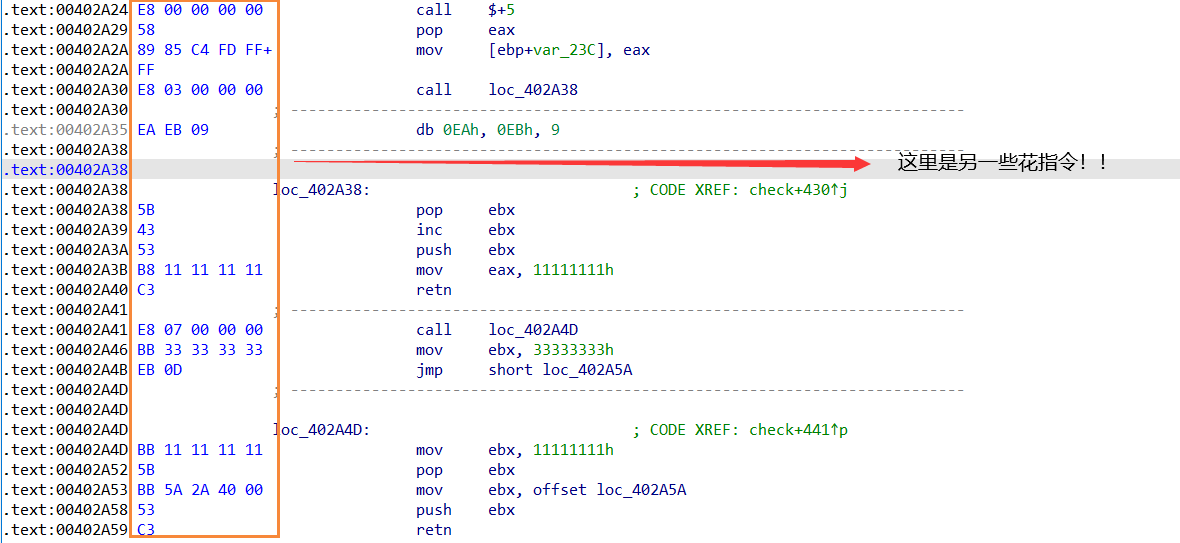 .text:00402A24 E8 00 00 00 00 call $+5
.text:00402A29 58 pop eax
.text:00402A2A 89 85 C4 FD FF+ mov [ebp+var_23C], eax
.text:00402A2A FF
.text:00402A30 E8 03 00 00 00 call loc_402A38
.text:00402A30 ; ---------------------------------------------------------------------------
.text:00402A35 EA EB 09 db 0EAh, 0EBh, 9
.text:00402A38 ; ---------------------------------------------------------------------------
.text:00402A38 这里是另一些花指令！！
.text:00402A38 loc_402A38: ; CODE XREF: check+430↑j
.text:00402A38 5B pop ebx
.text:00402A39 43 inc ebx
.text:00402A3A 53 push ebx
.text:00402A3B B8 11 11 11 11 mov eax, 11111111h
.text:00402A40 C3 retn
.text:00402A41 ; ---------------------------------------------------------------------------
.text:00402A41 E8 07 00 00 00 call loc_402A4D
.text:00402A46 BB 33 33 33 33 mov ebx, 33333333h
.text:00402A4B EB 0D jmp short loc_402A5A
.text:00402A4D ; ---------------------------------------------------------------------------
.text:00402A4D
.text:00402A4D loc_402A4D: ; CODE XREF: check+441↑p
.text:00402A4D BB 11 11 11 11 mov ebx, 11111111h
.text:00402A52 5B pop ebx
.text:00402A53 BB 5A 2A 40 00 mov ebx, offset loc_402A5A
.text:00402A58 53 push ebx
.text:00402A59 C3 retn